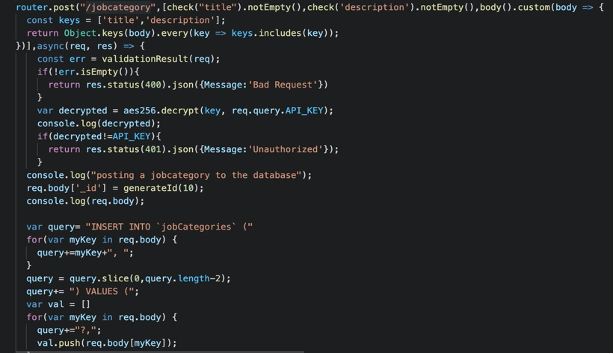 router.post("/jobcategory",[check("title").notEmpty(),check('description').notEmpty(),body().custom(body => {
const keys = ['title','description'];
return Object.keys(body).every(key => keys.includes(key));
})],async(req, res) => {
const err = validationResult(req);
if(!err.isEmpty()){
return res.status(400).json({Message:'Bad Request'})
}
var decrypted = aes256.decrypt(key, req.query.API_KEY);
console.log(decrypted);
if(decrypted!=API_KEY){
return res.status(401).json({Message:'Unauthorized'});
}
console.log("posting a jobcategory to the database");
req.body['_id'] = generateId(10);
console.log(req.body);
var query= "INSERT INTO `jobCategories` ("
for(var myKey in req.body) {
query+=myKey+", ";
}
query = query.slice(0,query.length-2);
query+= ") VALUES (";
var val = []
for(var myKey in req.body) {
query+="?,";
val.push(req.body[myKey]);